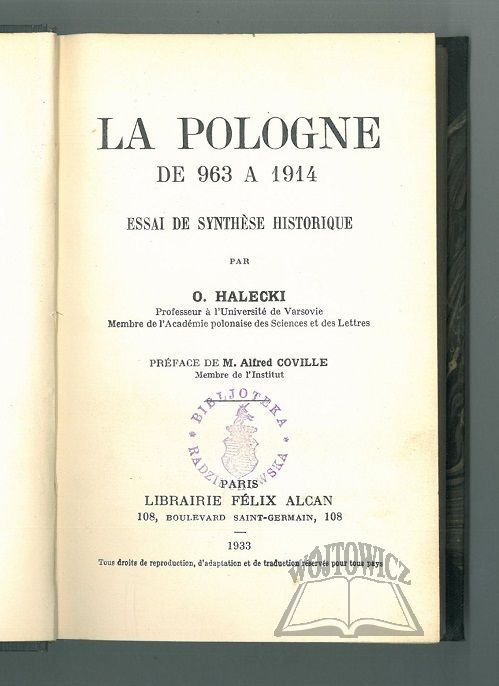 LA POLOGNE
DE 963 A 1914
ESSAI DE SYNTHÈSE HISTORIQUE
PAR
O. HALECKI
Professeur à l'Université de Varsovie
Membre de l'Académie polonaise des Sciences et des Lettres
PRÉFACE DE M. Alfred COVILLE
Membre de l'Institut
BIBLJOTEKA
PARIS
LIBRAIRIE FÉLIX ALCAN
108, BOULEVARD SAINT-GERMAIN, 108
1933
Tous droits de reproduction, d'adaptation et de traduction réservés pour tous pays
WÓJTOWICZ